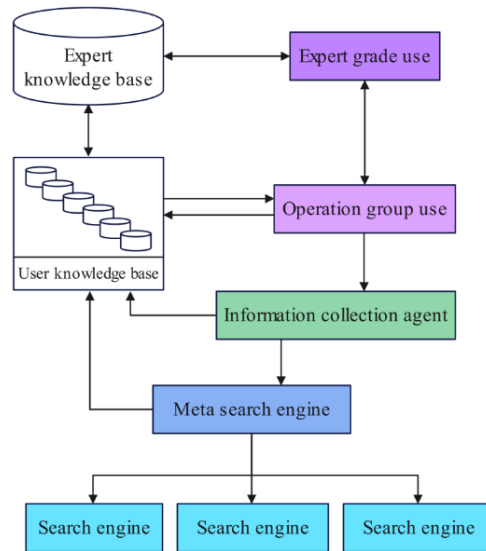 Expert
knowledge base
Expert grade use
Operation group use
User knowledge base
Information collection agent
Meta search engine
Search engine
Search engine
Search engine